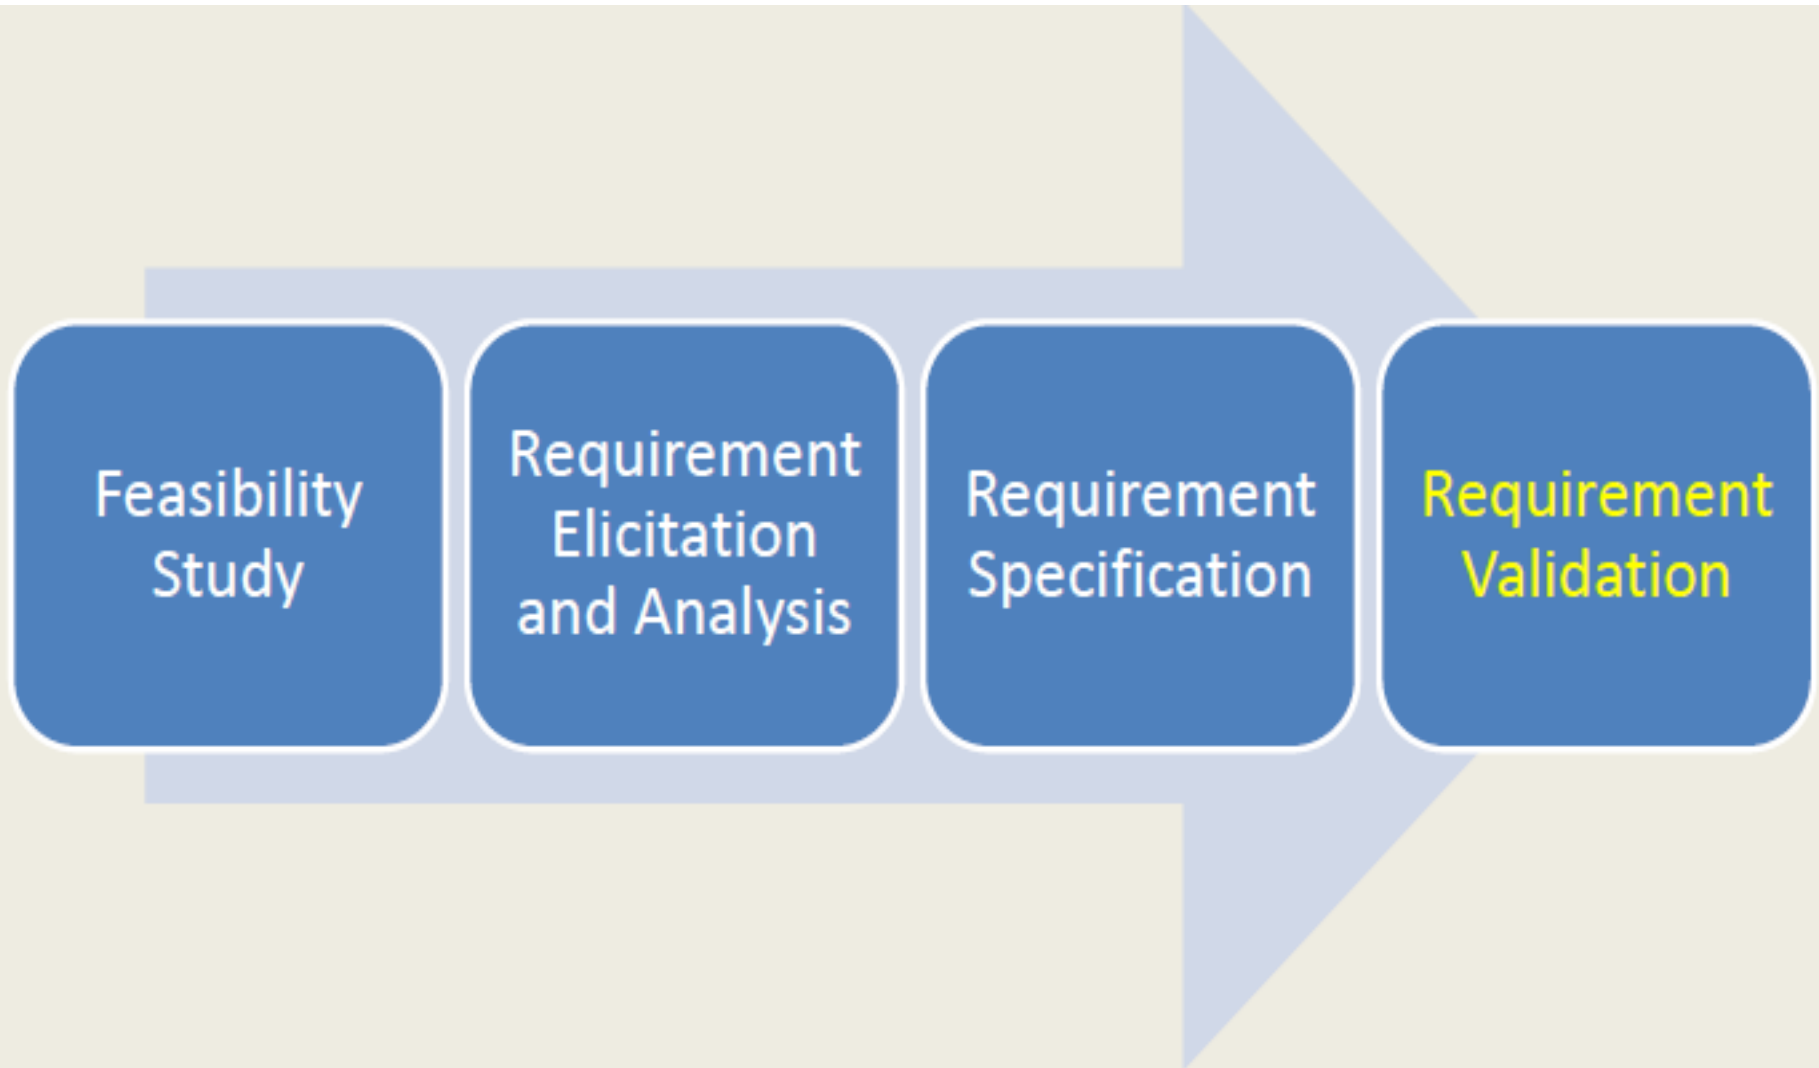 Feasibility
Study
Requirement
Elicitation
and Analysis
Requirement
Specification
Requirement
Validation